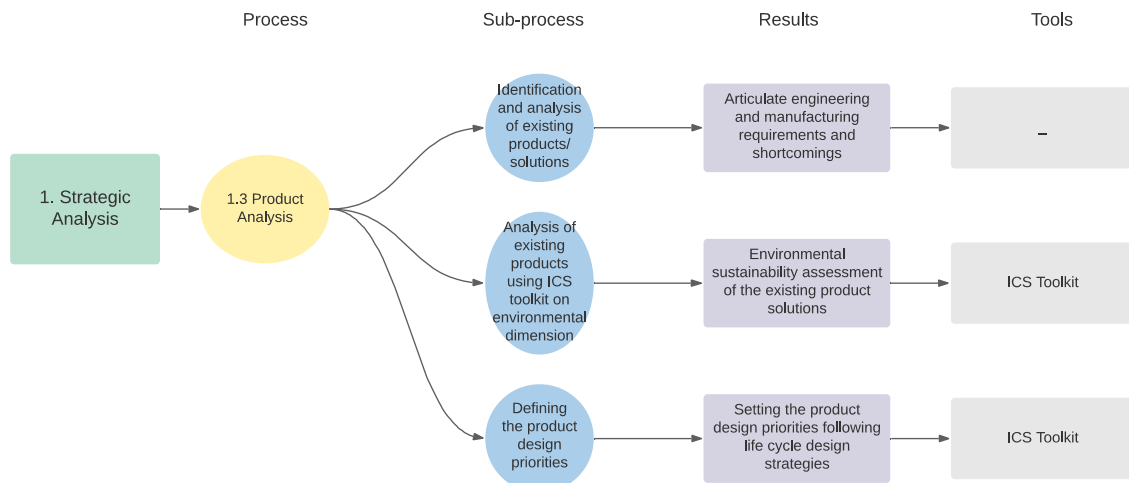 Process
Sub-process
Results
Tools
1. Strategic
Analysis
1.3 Product
Analysis
Identification
and analysis
of existing
products/
solutions
Articulate engineering
and manufacturing
requirements and
shortcomings
–
Analysis of
existing
products
using ICS
toolkit on
environmental
dimension
Environmental
sustainability assessment
of the existing product
solutions
ICS Toolkit
Defining
the product
design
priorities
Setting the product
design priorities following
life cycle design
strategies
ICS Toolkit